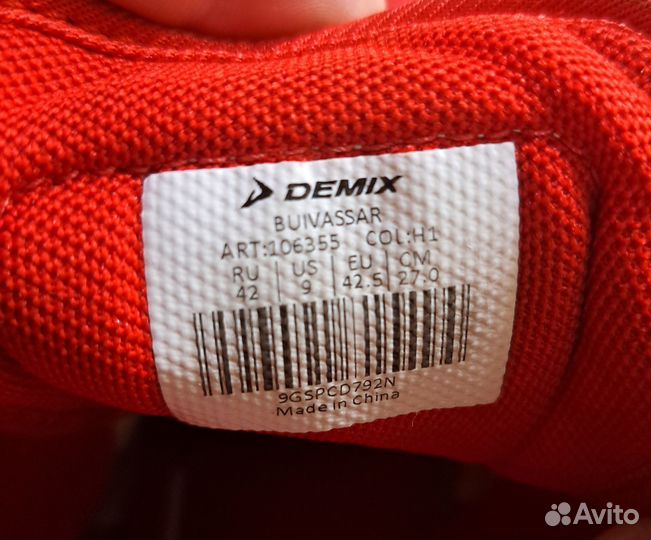 DEMIX
BUIVASSAR
ART:106355 COL:H1
RU US EU CM
42 9 42.5 27.0
9GSPCD792N
Made in China
Avito